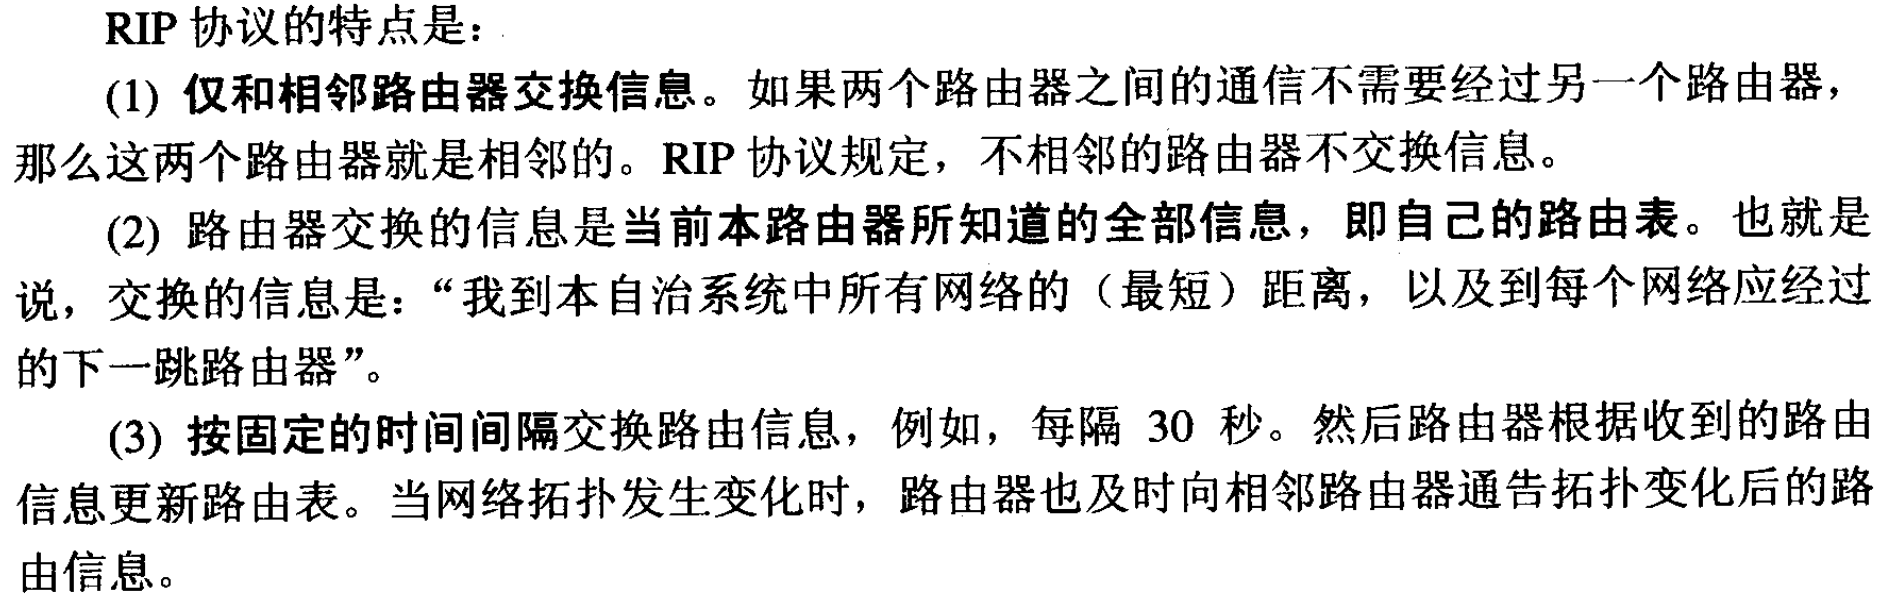 RIP 协议的特点是：
(1) 仅和相邻路由器交换信息。如果两个路由器之间的通信不需要经过另一个路由器，
那么这两个路由器就是相邻的。RIP 协议规定，不相邻的路由器不交换信息。
(2) 路由器交换的信息是当前本路由器所知道的全部信息，即自己的路由表。也就是
说，交换的信息是：“我到本自治系统中所有网络的（最短）距离，以及到每个网络应经过
的下一跳路由器”。
(3) 按固定的时间间隔交换路由信息，例如，每隔 30 秒。然后路由器根据收到的路由
信息更新路由表。当网络拓扑发生变化时，路由器也及时向相邻路由器通告拓扑变化后的路
由信息。